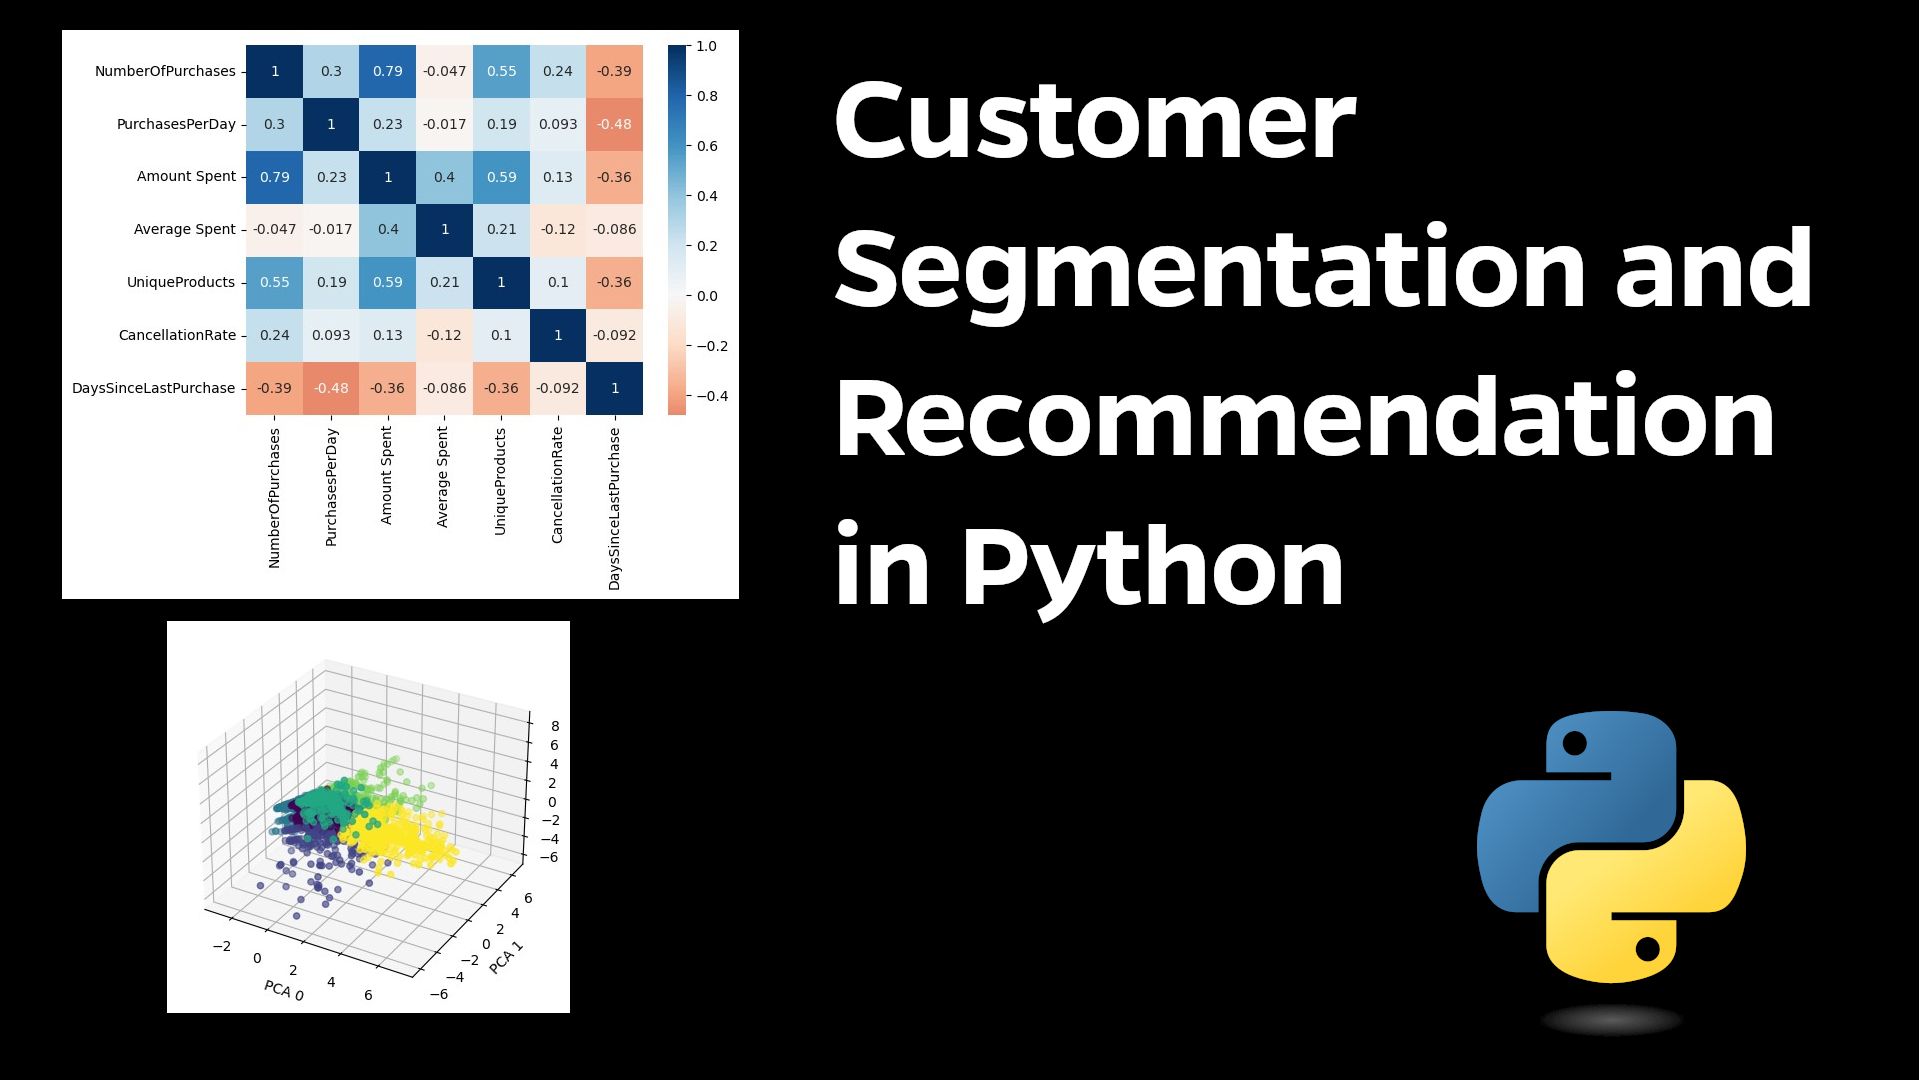 Customer
Segmentation and
Recommendation
in Python
NumberOfPurchases 1 0.3 0.79 -0.047 0.55 0.24 -0.39
PurchasesPerDay 0.3 1 0.23 -0.017 0.19 0.093 -0.48
Amount Spent 0.79 0.23 1 0.4 0.59 0.13 -0.36
Average Spent -0.047 -0.017 0.4 1 0.21 -0.12 -0.086
UniqueProducts 0.55 0.19 0.59 0.21 1 0.1 -0.36
CancellationRate 0.24 0.093 0.13 -0.12 0.1 1 -0.092
DaysSinceLastPurchase -0.39 -0.48 -0.36 -0.086 -0.36 -0.092 1
NumberOfPurchases
PurchasesPerDay
Amount Spent
Average Spent
UniqueProducts
CancellationRate
DaysSinceLastPurchase
1.0
0.8
0.6
0.4
0.2
0.0
−0.2
−0.4
8
6
4
2
0
−2
−4
−6
−2
0
2
4
6
PCA 0
6
4
2
0
−2
−4
−6
PCA 1